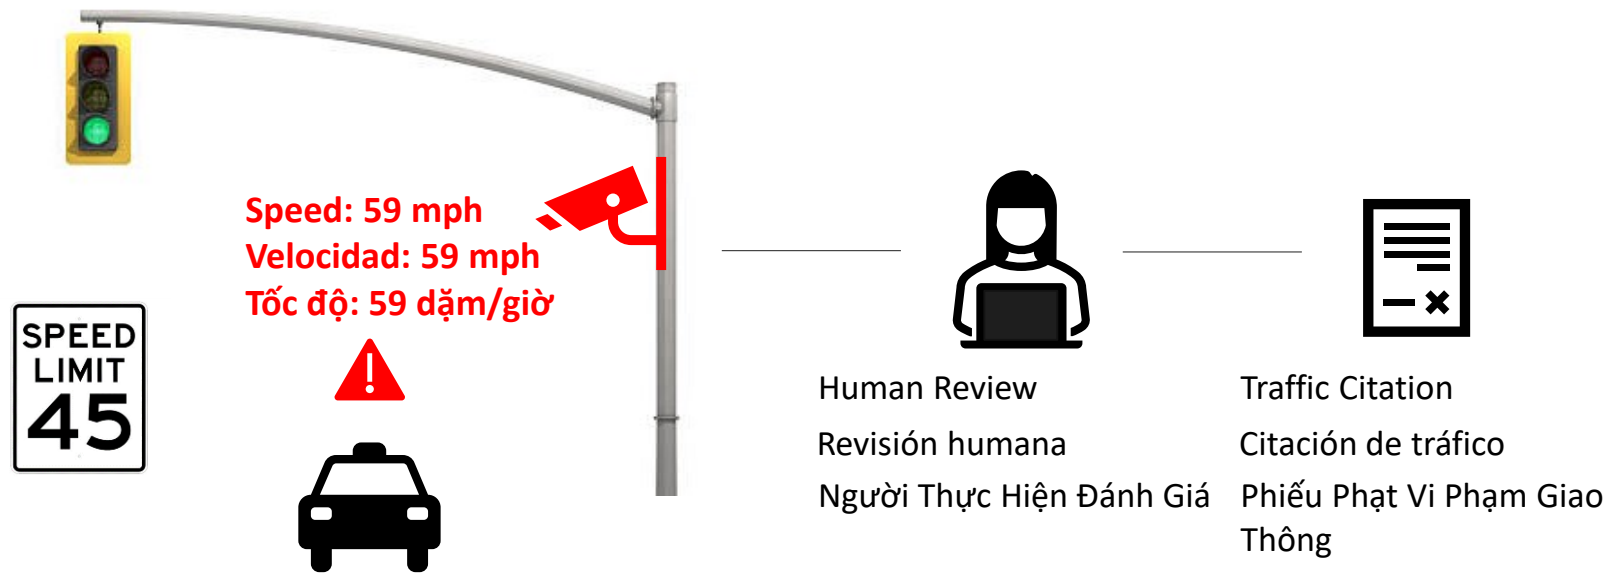 Speed: 59 mph
Velocidad: 59 mph
Tốc độ: 59 dặm/giờ
SPEED
LIMIT
45
Human Review
Revisión humana
Người Thực Hiện Đánh Giá
Traffic Citation
Citación de tráfico
Phiếu Phạt Vi Phạm Giao
Thông